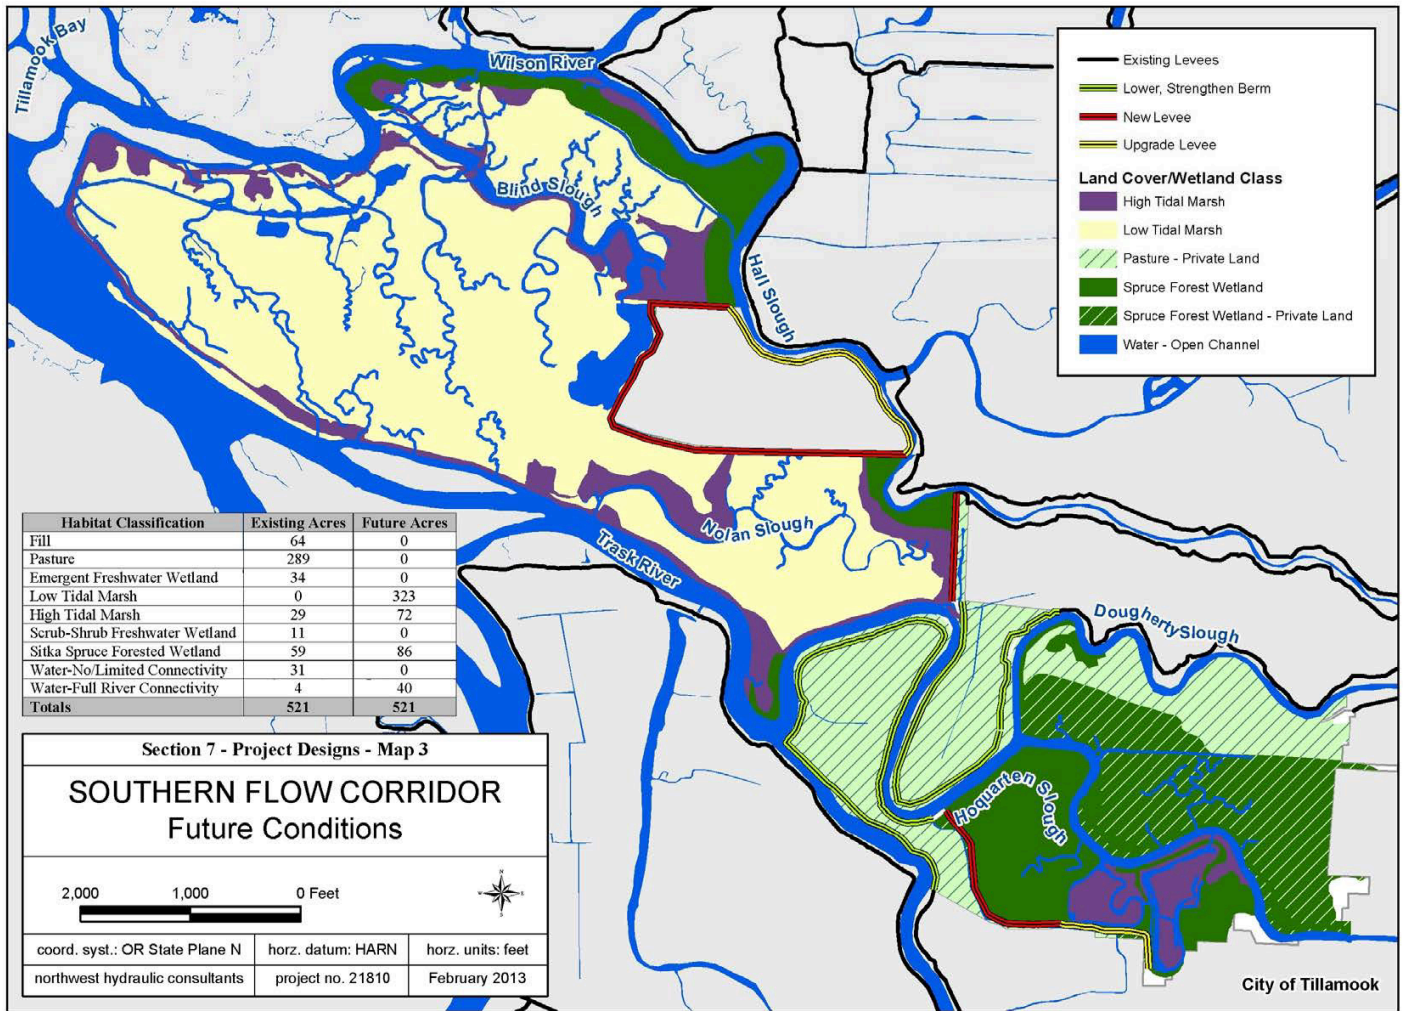 Tillamook Bay
Wilson River
Blind Slough
Hall Slough
Nolan Slough
Trask River
Dougherty Slough
Hoquarten Slough
City of Tillamook
Existing Levees
Lower, Strengthen Berm
New Levee
Upgrade Levee
Land Cover/Wetland Class
High Tidal Marsh
Low Tidal Marsh
Pasture - Private Land
Spruce Forest Wetland
Spruce Forest Wetland - Private Land
Water - Open Channel
Habitat Classification Existing Acres Future Acres
Fill 64 0
Pasture 289 0
Emergent Freshwater Wetland 34 0
Low Tidal Marsh 0 323
High Tidal Marsh 29 72
Scrub-Shrub Freshwater Wetland 11 0
Sitka Spruce Forested Wetland 59 86
Water-No/Limited Connectivity 31 0
Water-Full River Connectivity 4 40
Totals 521 521
Section 7 - Project Designs - Map 3
SOUTHERN FLOW CORRIDOR
Future Conditions
2,000 1,000 0 Feet
coord. syst.: OR State Plane N horz. datum: HARN horz. units: feet
northwest hydraulic consultants project no. 21810 February 2013